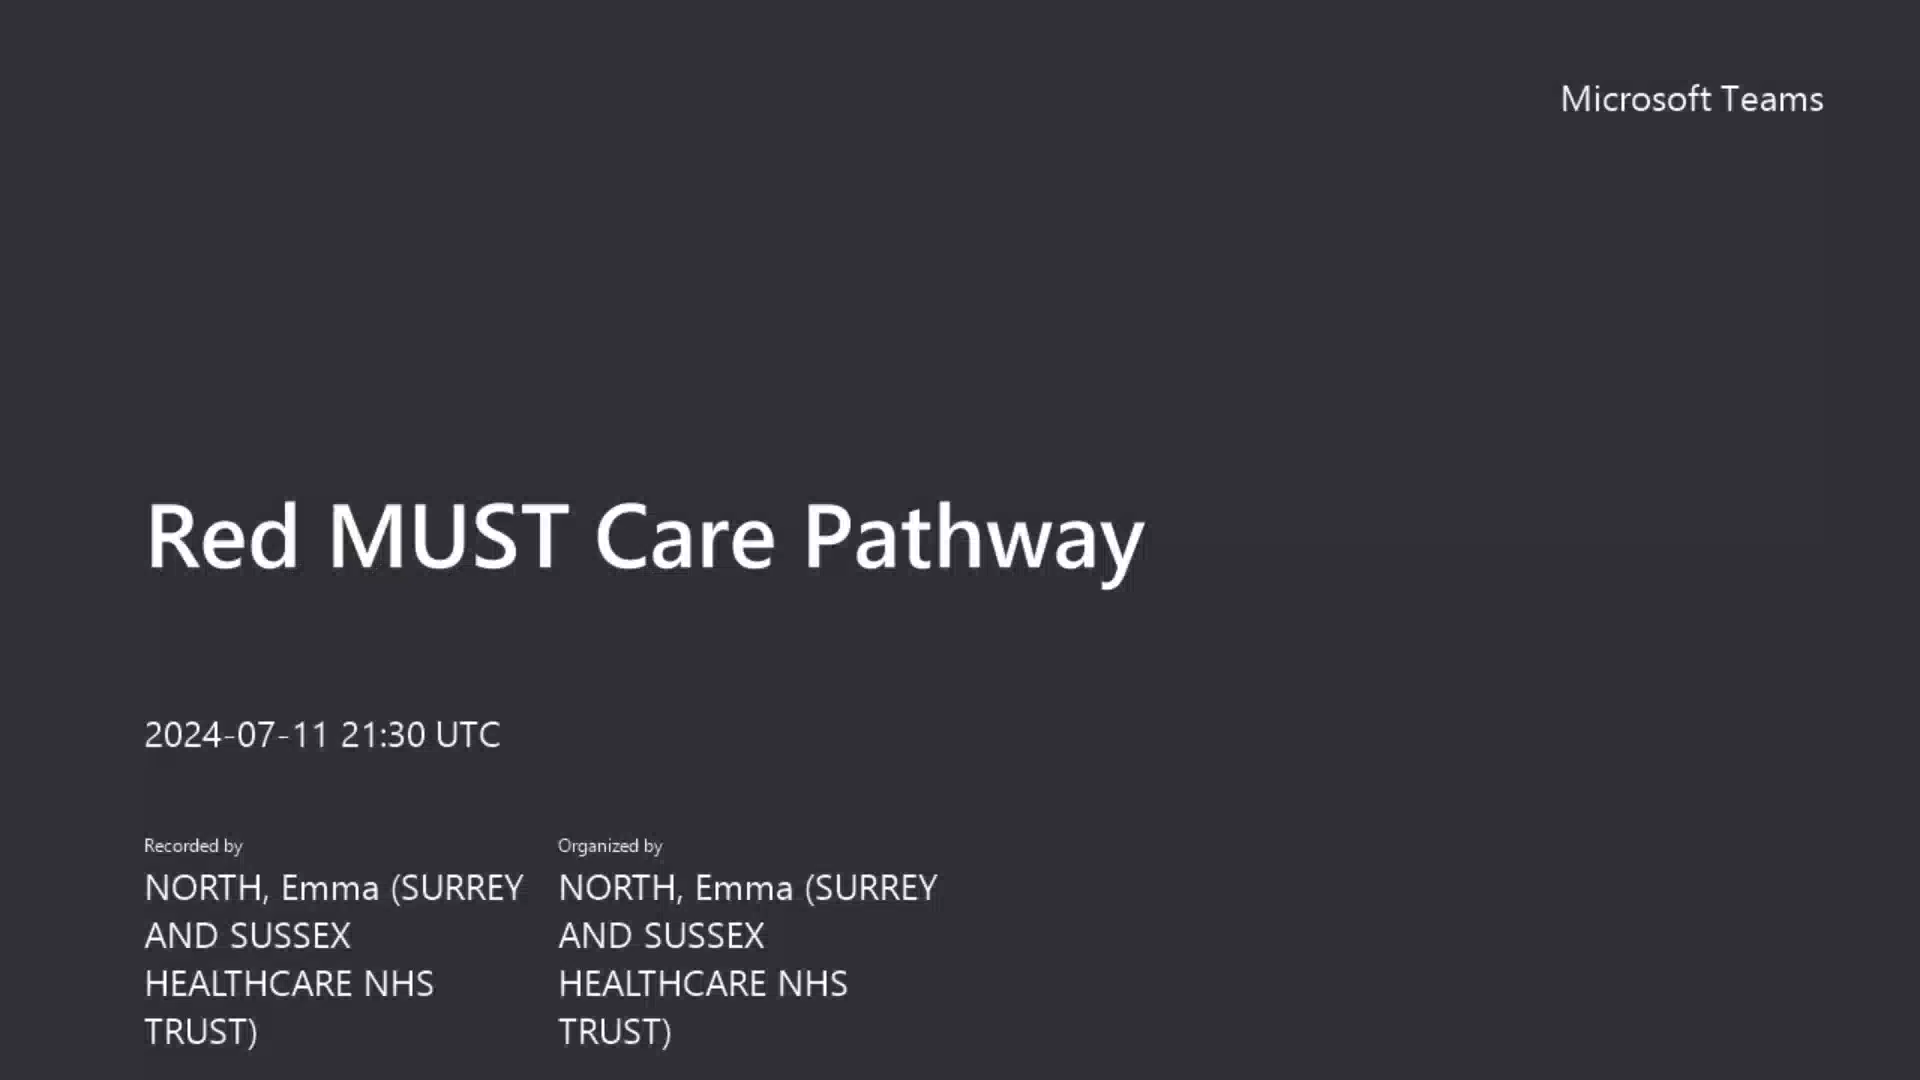 Microsoft Teams
Red MUST Care Pathway
2024-07-11 21:30 UTC
Recorded by
NORTH, Emma (SURREY
AND SUSSEX
HEALTHCARE NHS
TRUST)
Organized by
NORTH, Emma (SURREY
AND SUSSEX
HEALTHCARE NHS
TRUST)